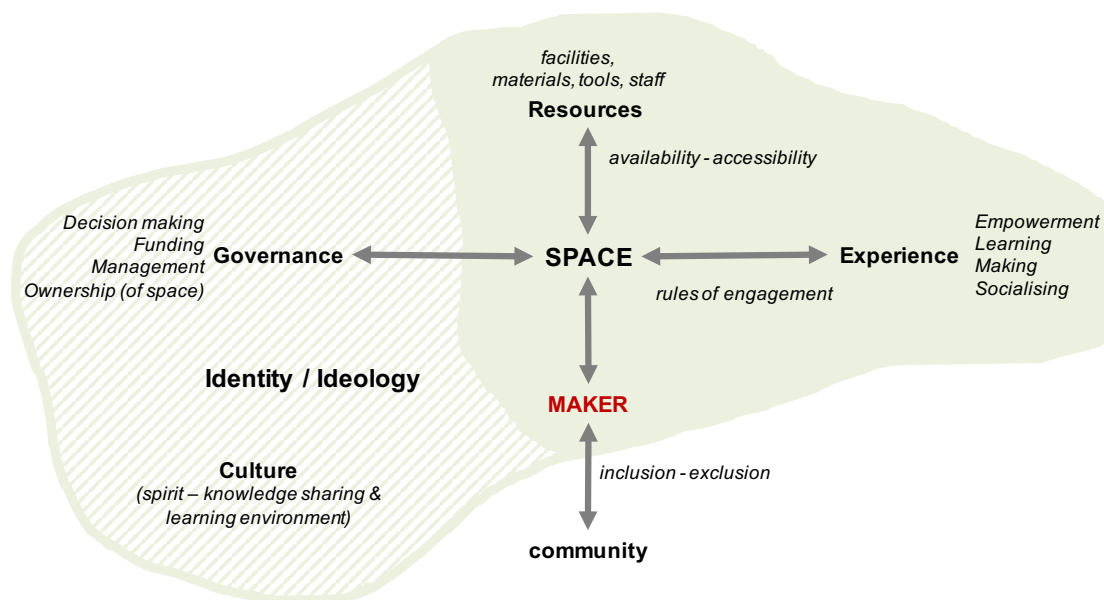 facilities,
materials, tools, staff
Resources
availability - accessibility
Decision making
Funding
Management
Ownership (of space)
Governance
SPACE
Experience
Empowerment
Learning
Making
Socialising
rules of engagement
Identity / Ideology
MAKER
Culture
(spirit – knowledge sharing &
learning environment)
inclusion - exclusion
community